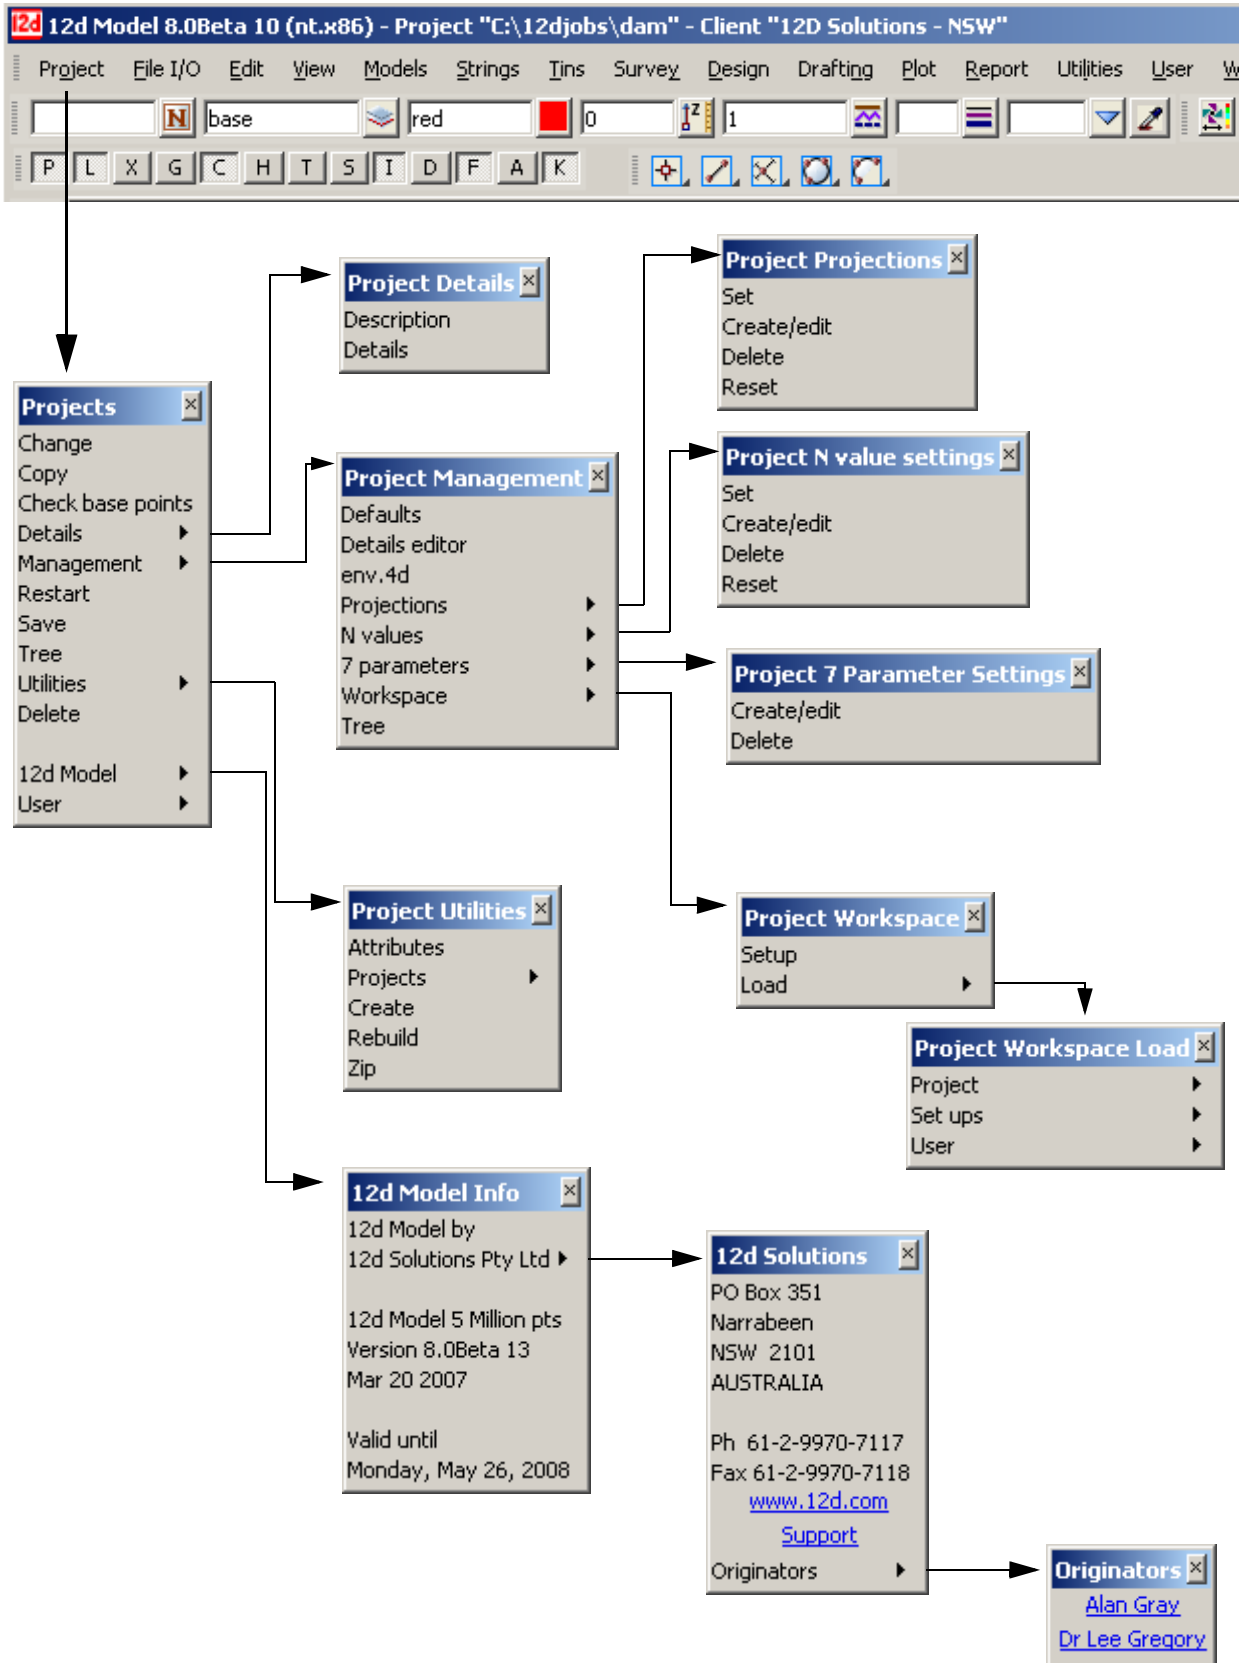 12d 12d Model 8.0Beta 10 (nt.x86) - Project "C:\12djobs\dam" - Client "12D Solutions - NSW"
Project File I/O Edit View Models Strings Tins Survey Design Drafting Plot Report Utilities User W
N base red 0 Z 1
P L X G C H T S I D F A K
Project Details
Description
Details
Project Projections
Set
Create/edit
Delete
Reset
Projects
Change
Copy
Check base points
Details
Management
Restart
Save
Tree
Utilities
Delete
12d Model
User
Project Management
Defaults
Details editor
env.4d
Projections
N values
7 parameters
Workspace
Tree
Project N value settings
Set
Create/edit
Delete
Reset
Project 7 Parameter Settings
Create/edit
Delete
Project Utilities
Attributes
Projects
Create
Rebuild
Zip
Project Workspace
Setup
Load
Project Workspace Load
Project
Set ups
User
12d Model Info
12d Model by
12d Solutions Pty Ltd
12d Model 5 Million pts
Version 8.0Beta 13
Mar 20 2007
Valid until
Monday, May 26, 2008
12d Solutions
PO Box 351
Narrabeen
NSW 2101
AUSTRALIA
Ph 61-2-9970-7117
Fax 61-2-9970-7118
www.12d.com
Support
Originators
Originators
Alan Gray
Dr Lee Gregory